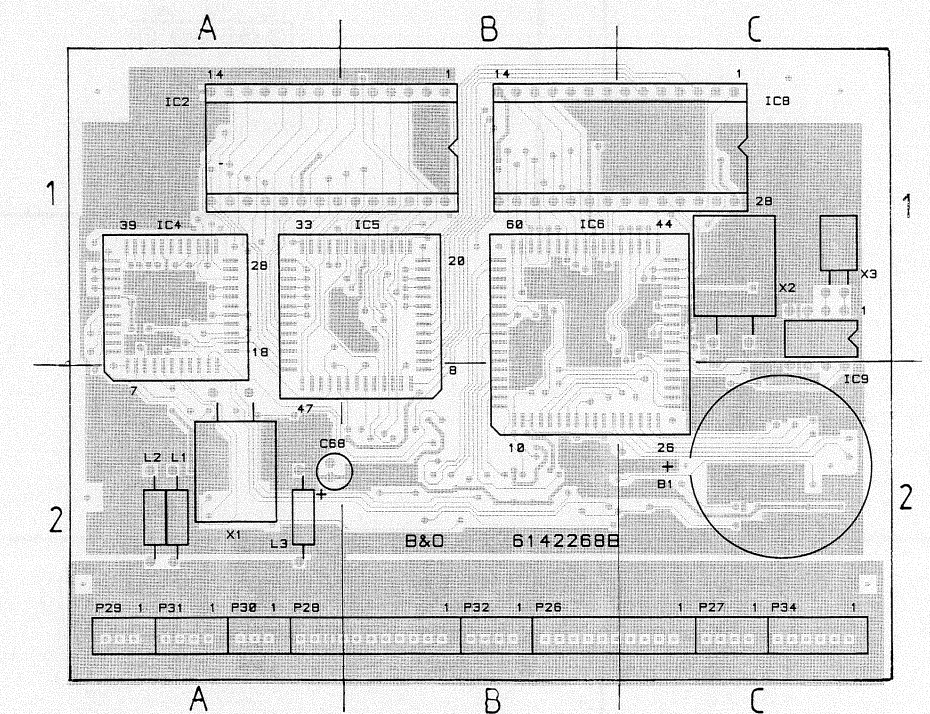 A B C
14 1 14 1
IC2 IC8
1 28 1
39 IC4 33 IC5 60 IC6 44
28 20
X2 X3
1
18 8
7 47 IC9
C68 10 26
L2 L1 + B1
+
2 X1 L3 2
B&O 6142268B
P29 1 P31 1 P30 1 P28 1 P32 1 P26 1 P27 1 P34 1
A B C